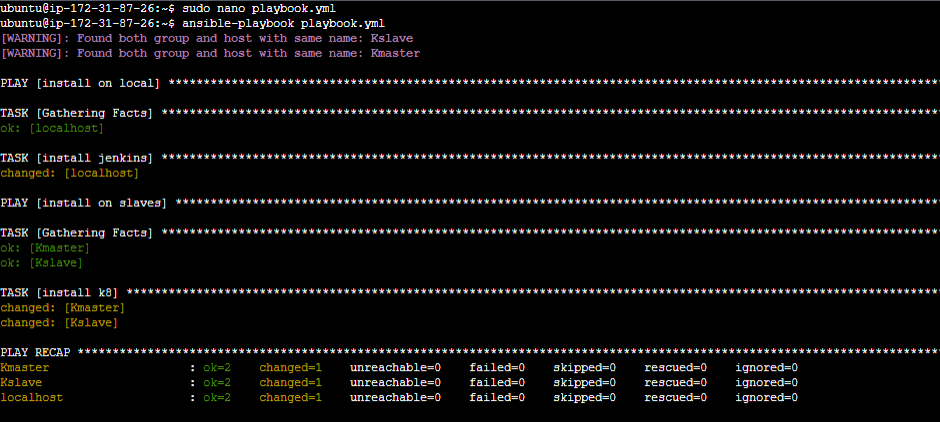 ubuntu@ip-172-31-87-26:~$ sudo nano playbook.yml
ubuntu@ip-172-31-87-26:~$ ansible-playbook playbook.yml
[WARNING]: Found both group and host with same name: Kslave
[WARNING]: Found both group and host with same name: Kmaster
PLAY [install on local] ****************************************************************************************************************
TASK [Gathering Facts] *****************************************************************************************************************
ok: [localhost]
TASK [install jenkins] *****************************************************************************************************************
changed: [localhost]
PLAY [install on slaves] ***************************************************************************************************************
TASK [Gathering Facts] *****************************************************************************************************************
ok: [Kmaster]
ok: [Kslave]
TASK [install k8] **********************************************************************************************************************
changed: [Kmaster]
changed: [Kslave]
PLAY RECAP *****************************************************************************************************************************
Kmaster : ok=2 changed=1 unreachable=0 failed=0 skipped=0 rescued=0 ignored=0
Kslave : ok=2 changed=1 unreachable=0 failed=0 skipped=0 rescued=0 ignored=0
localhost : ok=2 changed=1 unreachable=0 failed=0 skipped=0 rescued=0 ignored=0